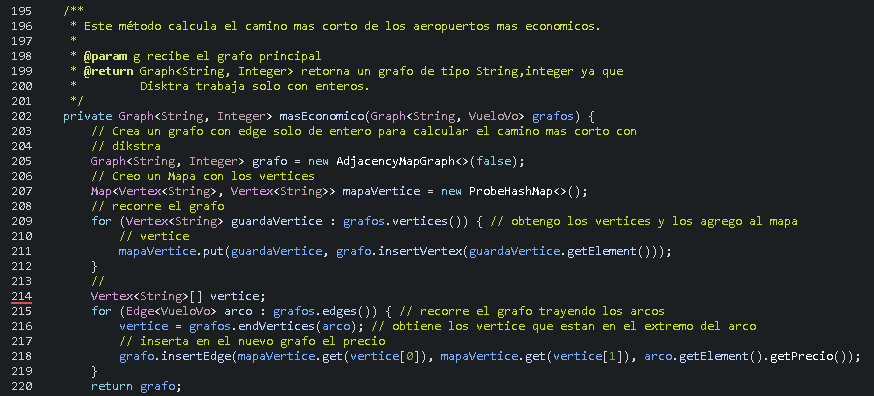 195 /**
196  * Este método calcula el camino mas corto de los aeropuertos mas economicos.
197  *
198  * @param g recibe el grafo principal
199  * @return Graph<String, Integer> retorna un grafo de tipo String,integer ya que
200  *         Disktra trabaja solo con enteros.
201  */
202 private Graph<String, Integer> masEconomico(Graph<String, VueloVo> grafos) {
203     // Crea un grafo con edge solo de entero para calcular el camino mas corto con
204     // dikstra
205     Graph<String, Integer> grafo = new AdjacencyMapGraph<>(false);
206     // Creo un Mapa con los vertices
207     Map<Vertex<String>, Vertex<String>> mapaVertice = new ProbeHashMap<>();
208     // recorre el grafo
209     for (Vertex<String> guardaVertice : grafos.vertices()) { // obtengo los vertices y los agrego al mapa
210         // vertice
211         mapaVertice.put(guardaVertice, grafo.insertVertex(guardaVertice.getElement()));
212     }
213     //
214     Vertex<String>[] vertice;
215     for (Edge<VueloVo> arco : grafos.edges()) { // recorre el grafo trayendo los arcos
216         vertice = grafos.endVertices(arco); // obtiene los vertice que estan en el extremo del arco
217         // inserta en el nuevo grafo el precio
218         grafo.insertEdge(mapaVertice.get(vertice[0]), mapaVertice.get(vertice[1]), arco.getElement().getPrecio());
219     }
220     return grafo;